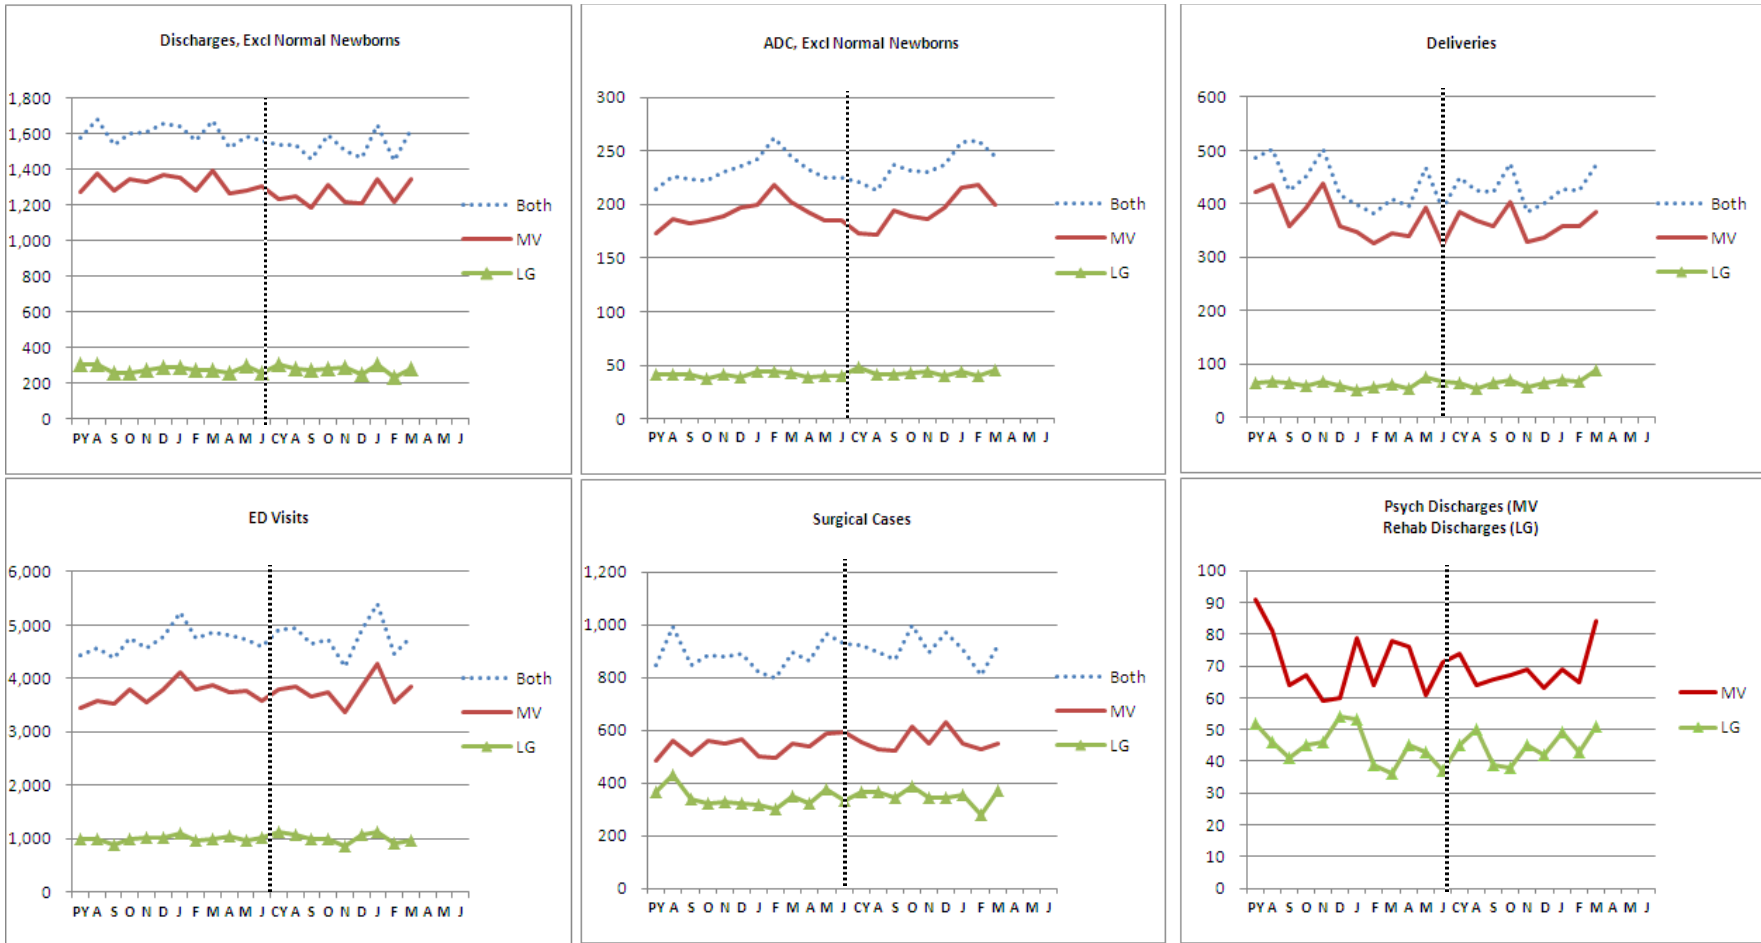 Discharges, Excl Normal Newborns
1,800
1,600
1,400
1,200
1,000
800
600
400
200
0
PY A S O N D J F M A M J CY A S O N D J F M A M J
Both
MV
LG
ADC, Excl Normal Newborns
300
250
200
150
100
50
0
PY A S O N D J F M A M J CY A S O N D J F M A M J
Both
MV
LG
Deliveries
600
500
400
300
200
100
0
PY A S O N D J F M A M J CY A S O N D J F M A M J
Both
MV
LG
ED Visits
6,000
5,000
4,000
3,000
2,000
1,000
0
PY A S O N D J F M A M J CY A S O N D J F M A M J
Both
MV
LG
Surgical Cases
1,200
1,000
800
600
400
200
0
PY A S O N D J F M A M J CY A S O N D J F M A M J
Both
MV
LG
Psych Discharges (MV
Rehab Discharges (LG)
100
90
80
70
60
50
40
30
20
10
0
PY A S O N D J F M A M J CY A S O N D J F M A M J
MV
LG